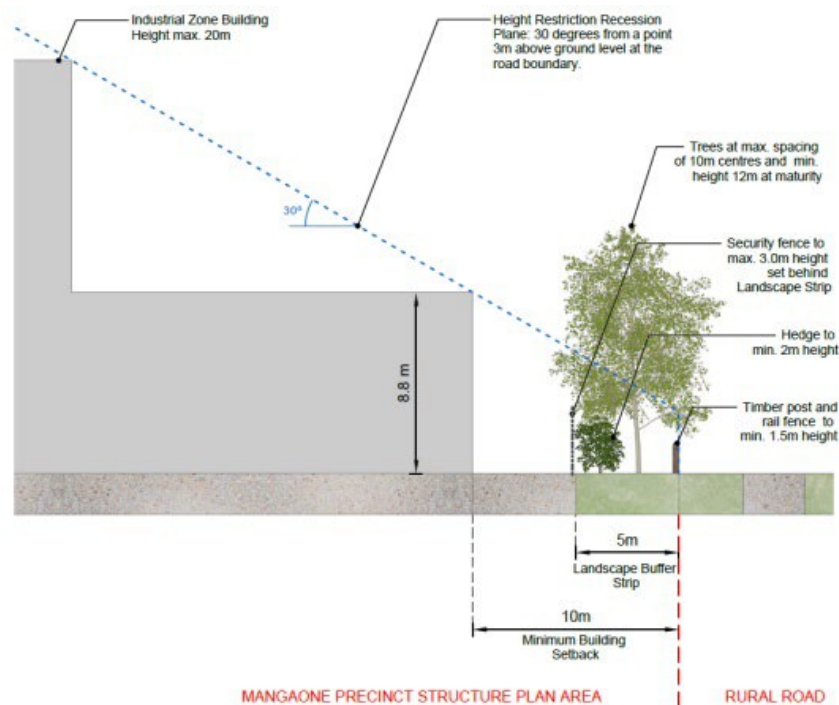 Industrial Zone Building
Height max. 20m
Height Restriction Recession
Plane: 30 degrees from a point
3m above ground level at the
road boundary.
Trees at max. spacing
of 10m centres and min.
height 12m at maturity
30°
Security fence to
max. 3.0m height
set behind
Landscape Strip
Hedge to
min. 2m height
8.8 m
Timber post and
rail fence to
min. 1.5m height
5m
Landscape Buffer
Strip
10m
Minimum Building
Setback
MANGAONE PRECINCT STRUCTURE PLAN AREA
RURAL ROAD